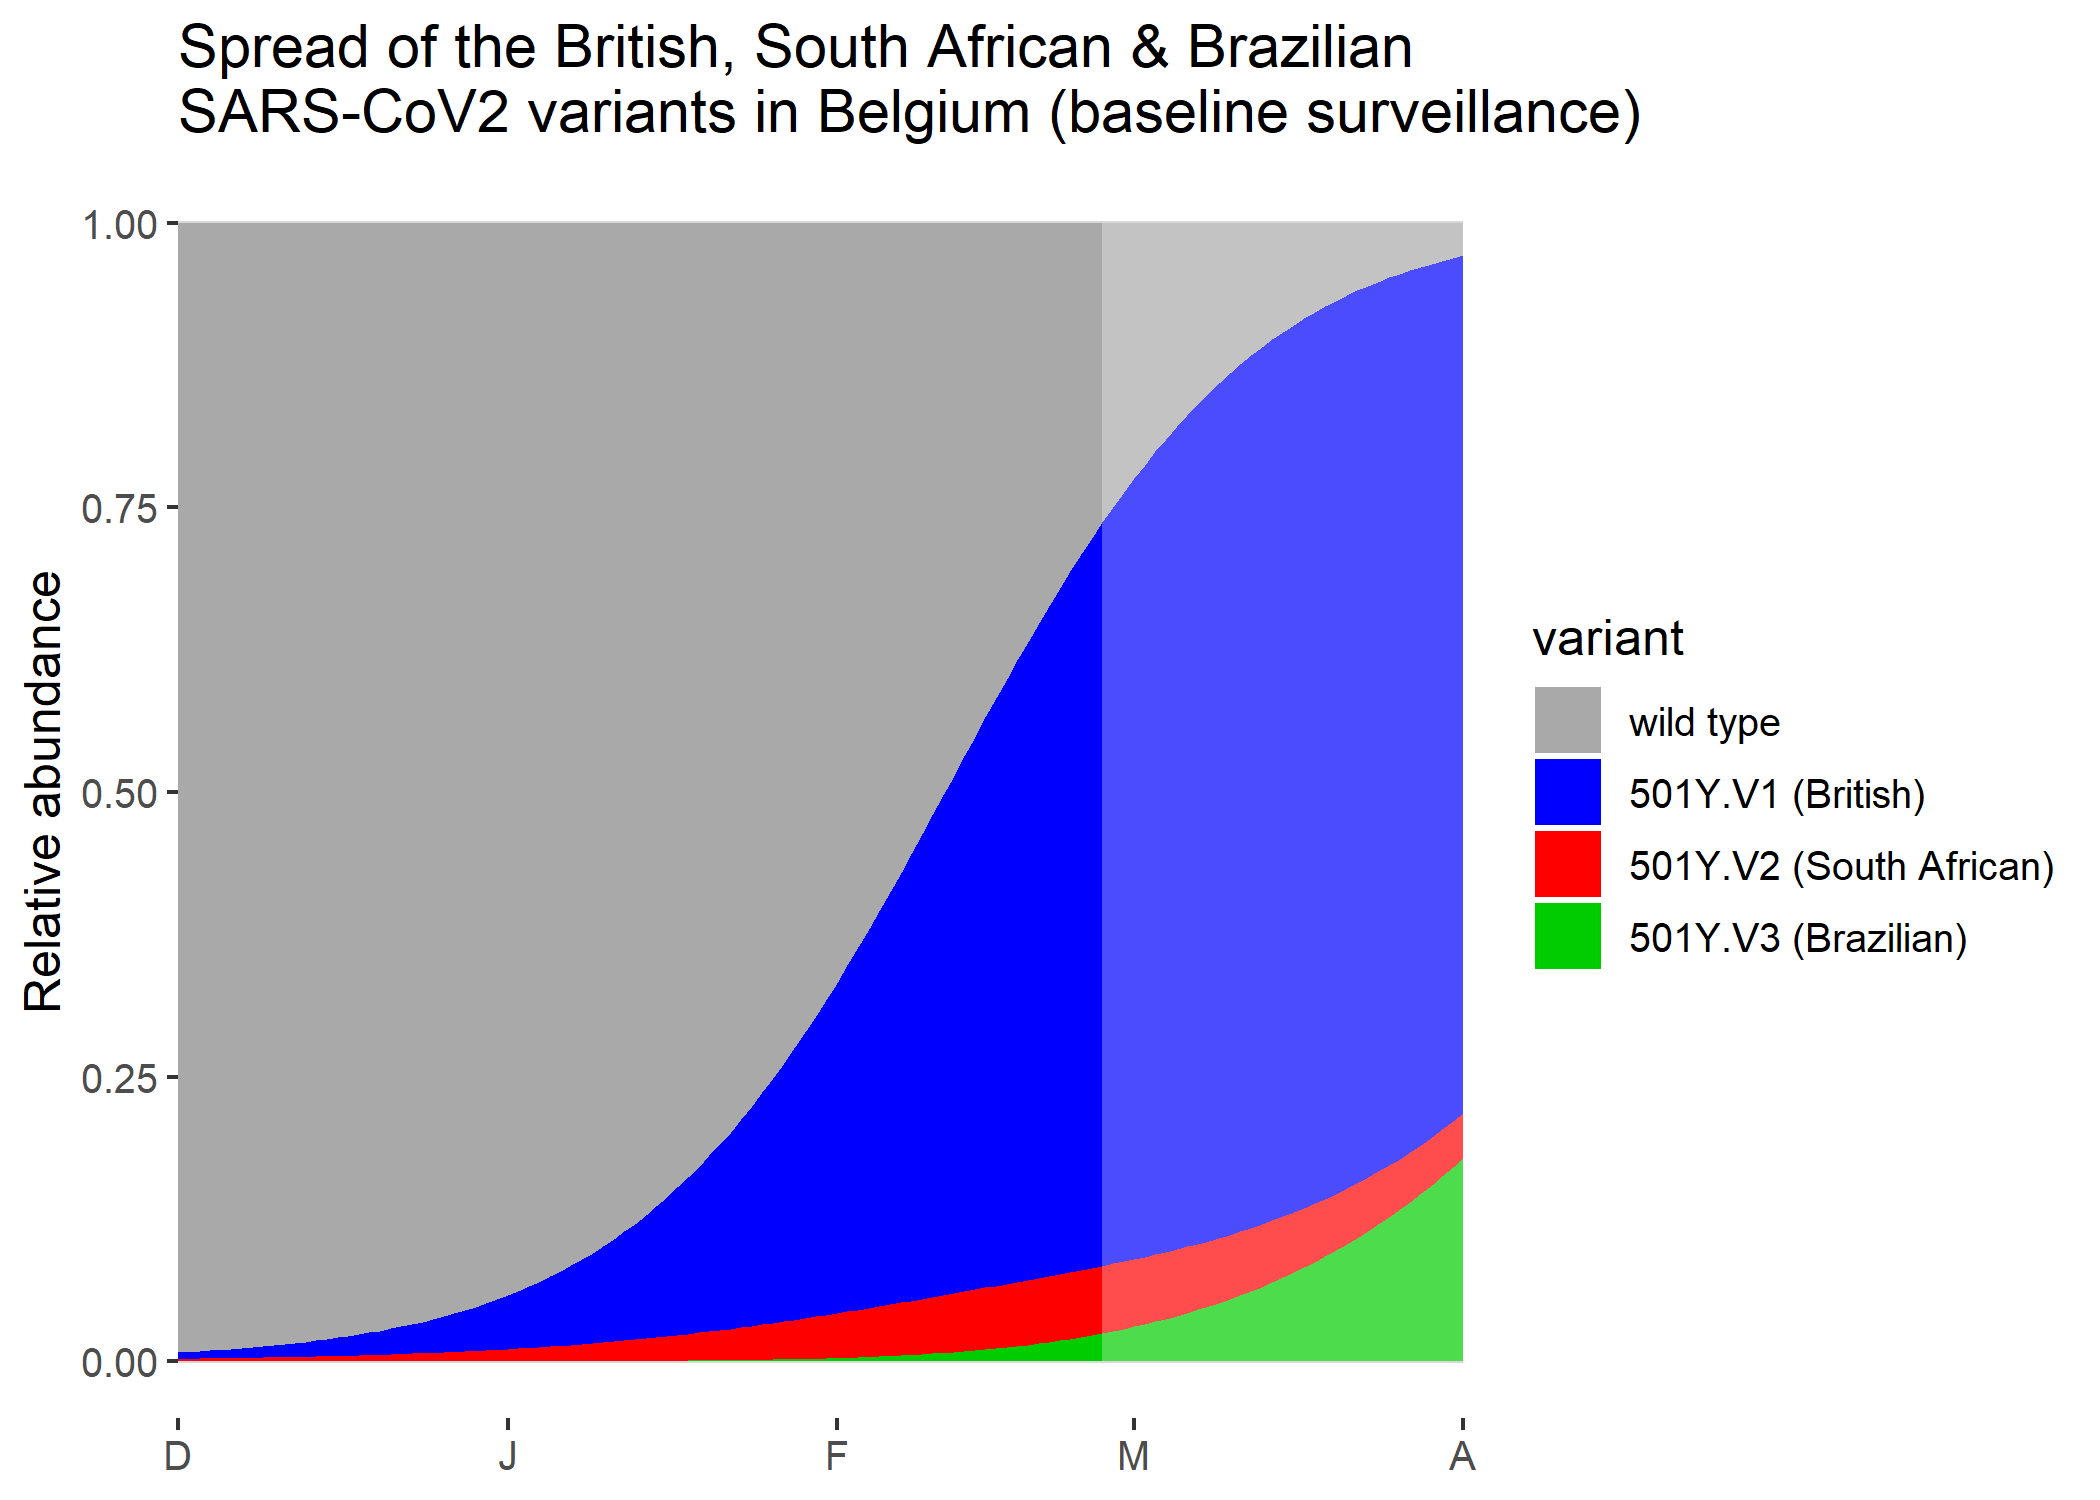 Spread of the British, South African & Brazilian
SARS-CoV2 variants in Belgium (baseline surveillance)
1.00
0.75
0.50
0.25
0.00
Relative abundance
D
J
F
M
A
variant
wild type
501Y.V1 (British)
501Y.V2 (South African)
501Y.V3 (Brazilian)